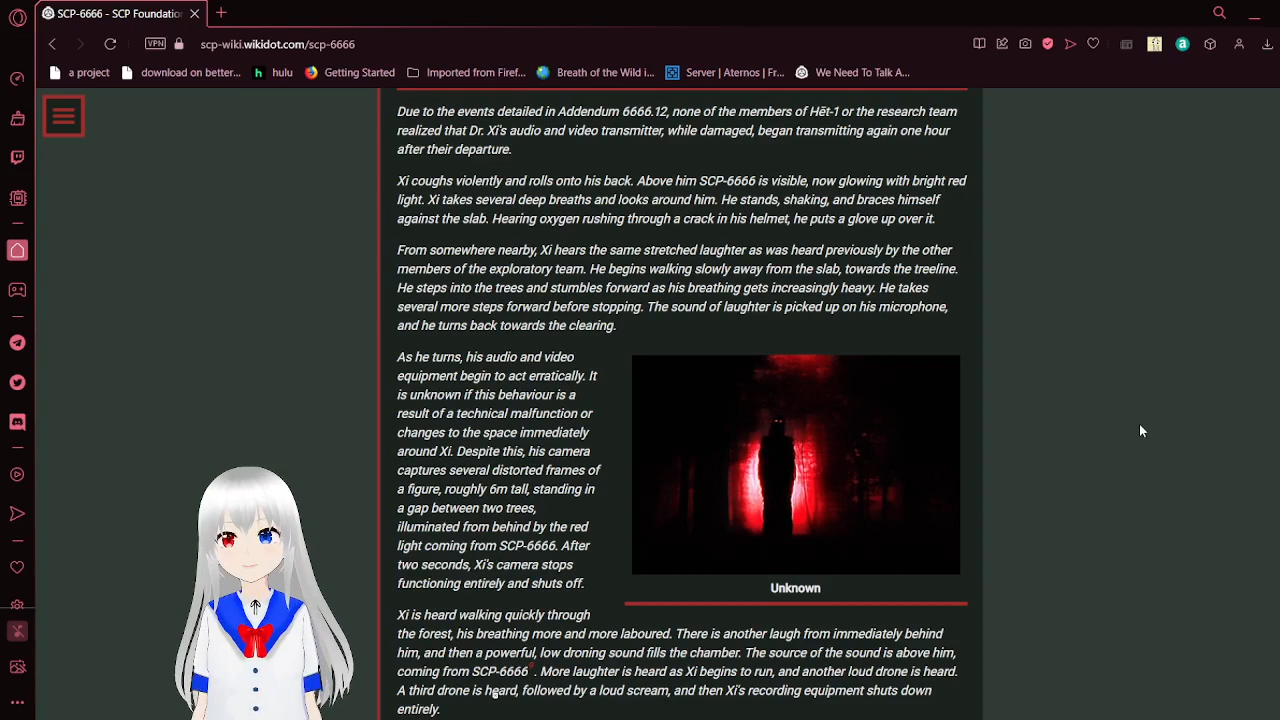 SCP-6666 - SCP Foundatio
scp-wiki.wikidot.com/scp-6666
VPN
a project
download on better...
hulu
Getting Started
Imported from Firef...
Breath of the Wild i...
Server | Aternos | Fr...
We Need To Talk A...
Due to the events detailed in Addendum 6666.12, none of the members of Hēt-1 or the research team
realized that Dr. Xi's audio and video transmitter, while damaged, began transmitting again one hour
after their departure.
Xi coughs violently and rolls onto his back. Above him SCP-6666 is visible, now glowing with bright red
light. Xi takes several deep breaths and looks around him. He stands, shaking, and braces himself
against the slab. Hearing oxygen rushing through a crack in his helmet, he puts a glove up over it.
From somewhere nearby, Xi hears the same stretched laughter as was heard previously by the other
members of the exploratory team. He begins walking slowly away from the slab, towards the treeline.
He steps into the trees and stumbles forward as his breathing gets increasingly heavy. He takes
several more steps forward before stopping. The sound of laughter is picked up on his microphone,
and he turns back towards the clearing.
As he turns, his audio and video
equipment begin to act erratically. It
is unknown if this behaviour is a
result of a technical malfunction or
changes to the space immediately
around Xi. Despite this, his camera
captures several distorted frames of
a figure, roughly 6m tall, standing in
a gap between two trees,
illuminated from behind by the red
light coming from SCP-6666. After
two seconds, Xi's camera stops
functioning entirely and shuts off.
Unknown
Xi is heard walking quickly through
the forest, his breathing more and more laboured. There is another laugh from immediately behind
him, and then a powerful, low droning sound fills the chamber. The source of the sound is above him,
coming from SCP-6666. More laughter is heard as Xi begins to run, and another loud drone is heard.
A third drone is heard, followed by a loud scream, and then Xi's recording equipment shuts down
entirely.